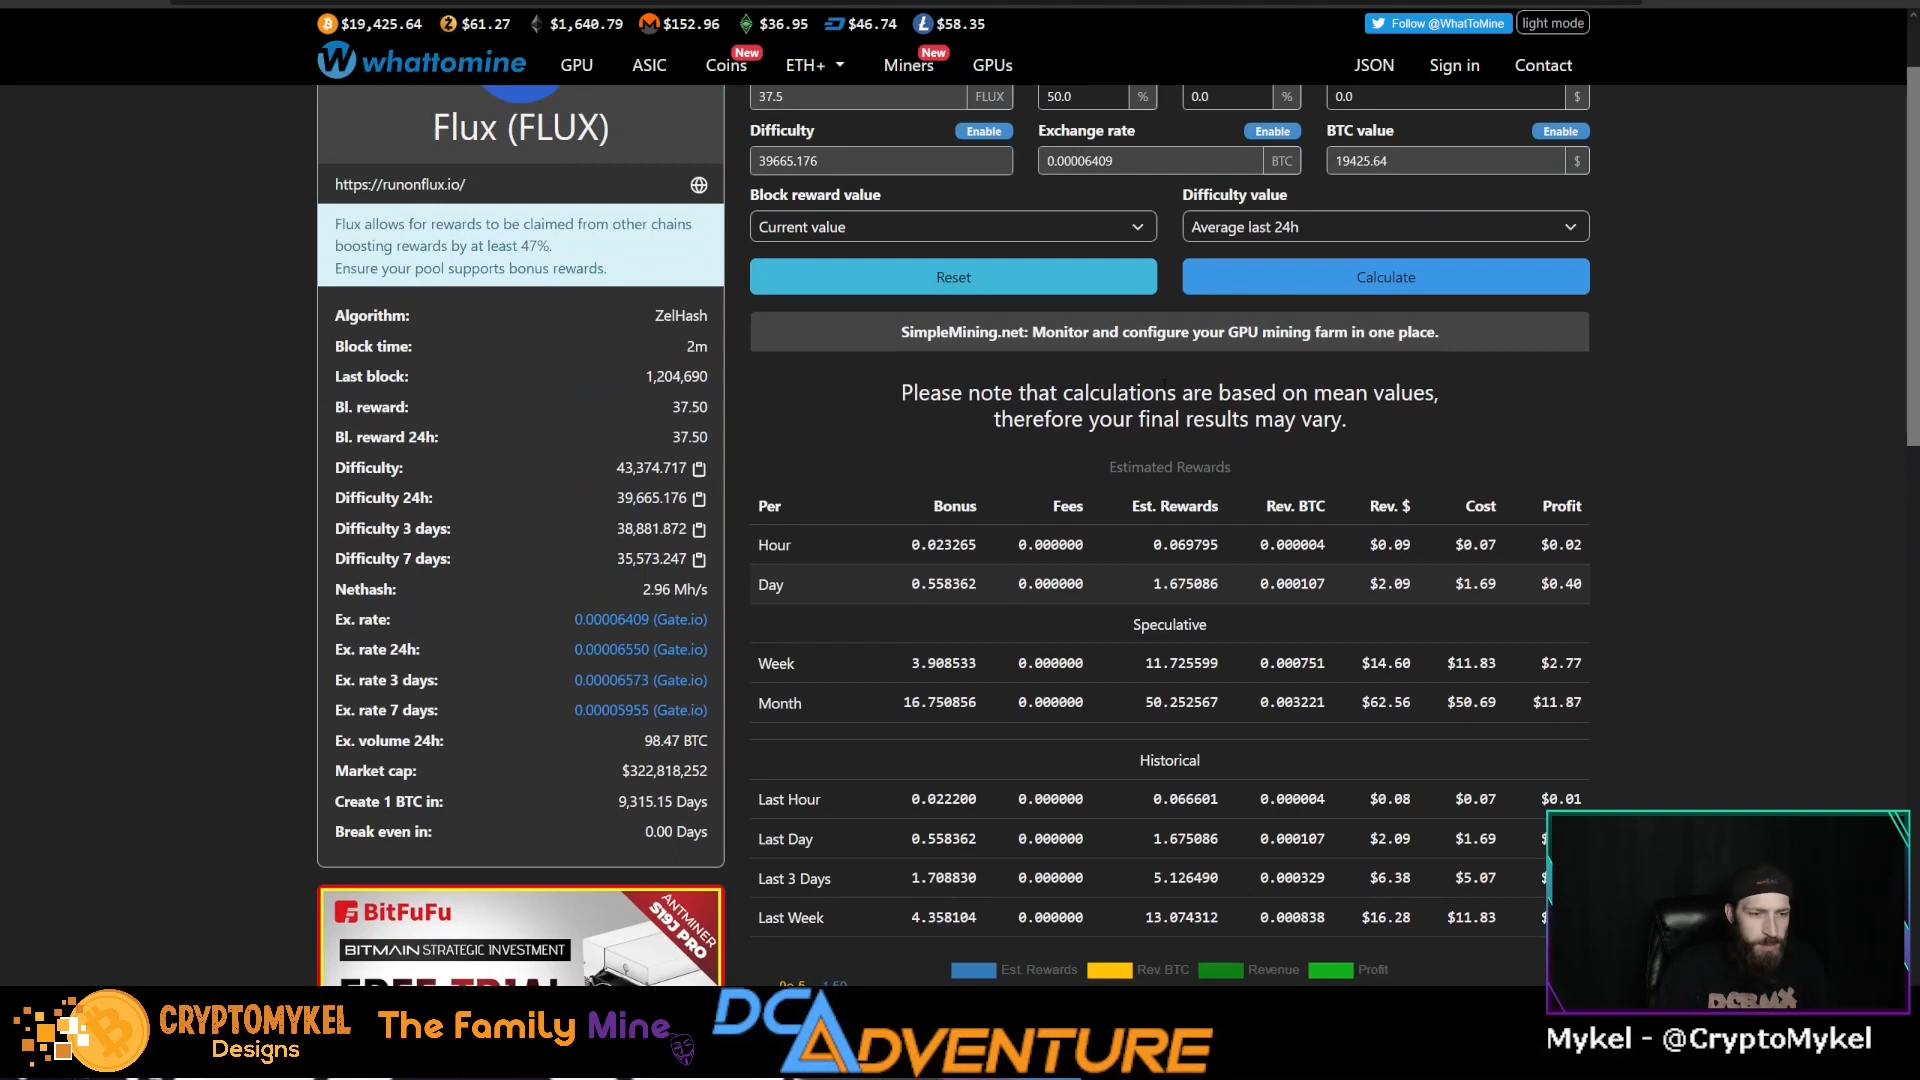 $19,425.64 $61.27 $1,640.79 $152.96 $36.95 $46.74 $58.35 Follow @WhatToMine light mode
whattomine GPU ASIC Coins New ETH+ Miners New GPUs JSON Sign in Contact
Flux (FLUX)
https://runonflux.io/
Flux allows for rewards to be claimed from other chains
boosting rewards by at least 47%.
Ensure your pool supports bonus rewards.
Algorithm: ZelHash
Block time: 2m
Last block: 1,204,690
Bl. reward: 37.50
Bl. reward 24h: 37.50
Difficulty: 43,374.717
Difficulty 24h: 39,665.176
Difficulty 3 days: 38,881.872
Difficulty 7 days: 35,573.247
Nethash: 2.96 Mh/s
Ex. rate: 0.00006409 (Gate.io)
Ex. rate 24h: 0.00006550 (Gate.io)
Ex. rate 3 days: 0.00006573 (Gate.io)
Ex. rate 7 days: 0.00005955 (Gate.io)
Ex. volume 24h: 98.47 BTC
Market cap: $322,818,252
Create 1 BTC in: 9,315.15 Days
Break even in: 0.00 Days
BitFuFu
BITMAIN STRATEGIC INVESTMENT
FREE TRIAL
ANTMINER
S19J PRO
37.5 FLUX 50.0 % 0.0 % 0.0 $
Difficulty Enable Exchange rate Enable BTC value Enable
39665.176 0.00006409 BTC 19425.64 $
Block reward value Difficulty value
Current value Average last 24h
Reset Calculate
SimpleMining.net: Monitor and configure your GPU mining farm in one place.
Please note that calculations are based on mean values,
therefore your final results may vary.
Estimated Rewards
Per Bonus Fees Est. Rewards Rev. BTC Rev. $ Cost Profit
Hour 0.023265 0.000000 0.069795 0.000004 $0.09 $0.07 $0.02
Day 0.558362 0.000000 1.675086 0.000107 $2.09 $1.69 $0.40
Speculative
Week 3.908533 0.000000 11.725599 0.000751 $14.60 $11.83 $2.77
Month 16.750856 0.000000 50.252567 0.003221 $62.56 $50.69 $11.87
Historical
Last Hour 0.022200 0.000000 0.066601 0.000004 $0.08 $0.07 $0.01
Last Day 0.558362 0.000000 1.675086 0.000107 $2.09 $1.69
Last 3 Days 1.708830 0.000000 5.126490 0.000329 $6.38 $5.07
Last Week 4.358104 0.000000 13.074312 0.000838 $16.28 $11.83
Est. Rewards Rev. BTC Revenue Profit
CRYPTOMYKEL
Designs
The Family Mine
DCADVENTURE
Mykel - @CryptoMykel